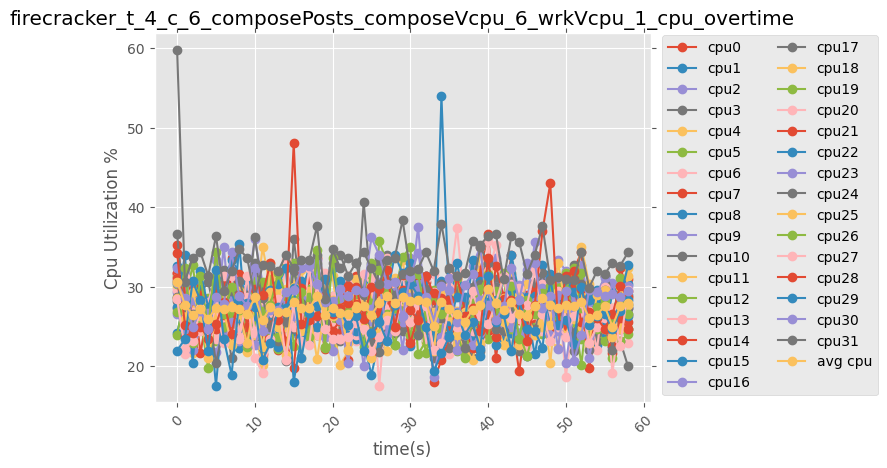 firecracker_t_4_c_6_composePosts_composeVcpu_6_wrkVcpu_1_cpu_overtime
Cpu Utilization %
60
50
40
30
20
0
10
20
30
40
50
60
time(s)
cpu0
cpu1
cpu2
cpu3
cpu4
cpu5
cpu6
cpu7
cpu8
cpu9
cpu10
cpu11
cpu12
cpu13
cpu14
cpu15
cpu16
cpu17
cpu18
cpu19
cpu20
cpu21
cpu22
cpu23
cpu24
cpu25
cpu26
cpu27
cpu28
cpu29
cpu30
cpu31
avg cpu